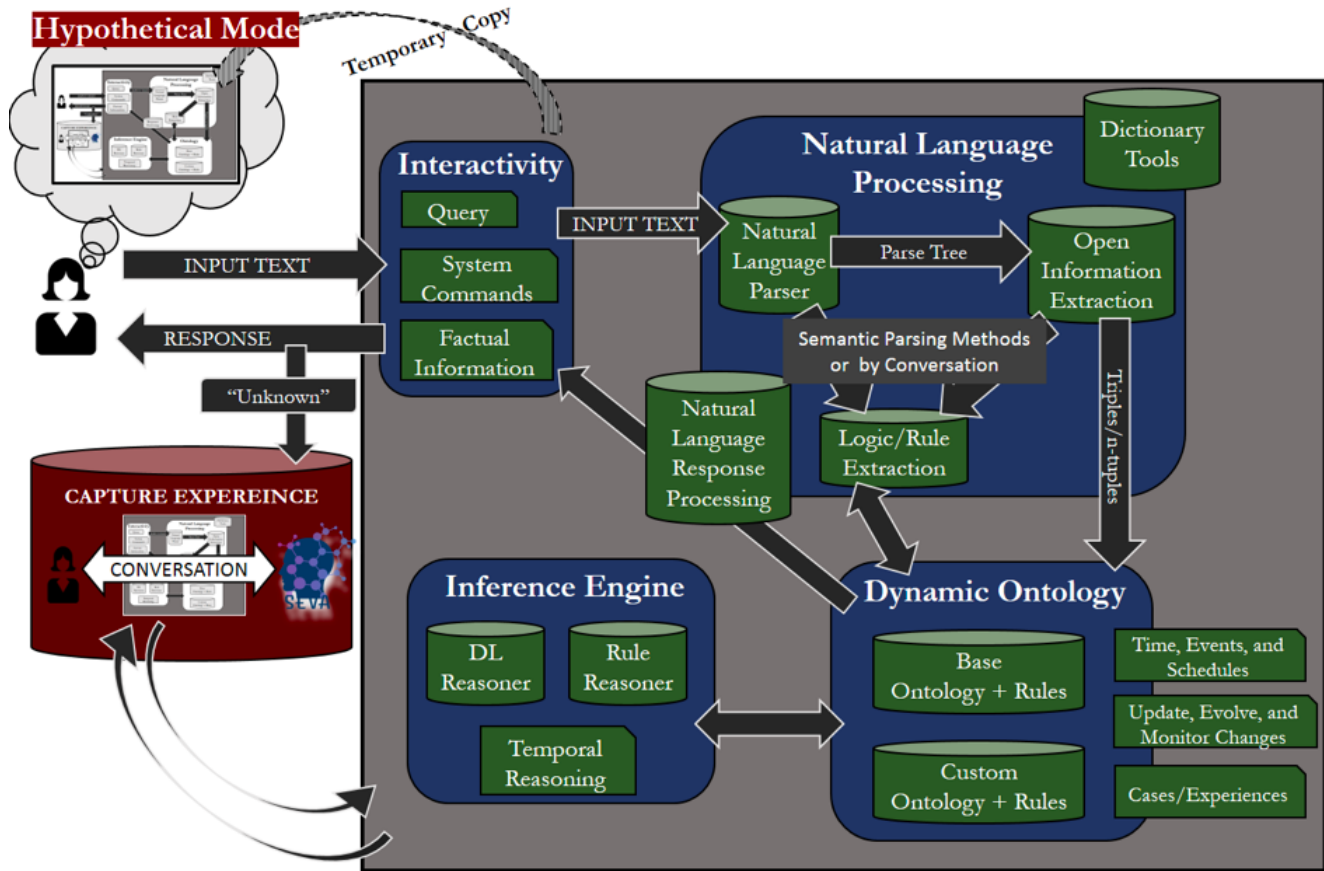 Hypothetical Mode
Temporary Copy
Interactivity
Query
System
Commands
Factual
Information
INPUT TEXT
RESPONSE
"Unknown"
INPUT TEXT
Natural Language
Processing
Dictionary
Tools
Natural
Language
Parser
Parse Tree
Open
Information
Extraction
Semantic Parsing Methods
or by Conversation
Triples/n-tuples
Natural
Language
Response
Processing
Logic/Rule
Extraction
CAPTURE EXPEREINCE
CONVERSATION
SEVA
Inference Engine
DL
Reasoner
Rule
Reasoner
Temporal
Reasoning
Dynamic Ontology
Base
Ontology + Rules
Custom
Ontology + Rules
Time, Events, and
Schedules
Update, Evolve, and
Monitor Changes
Cases/Experiences